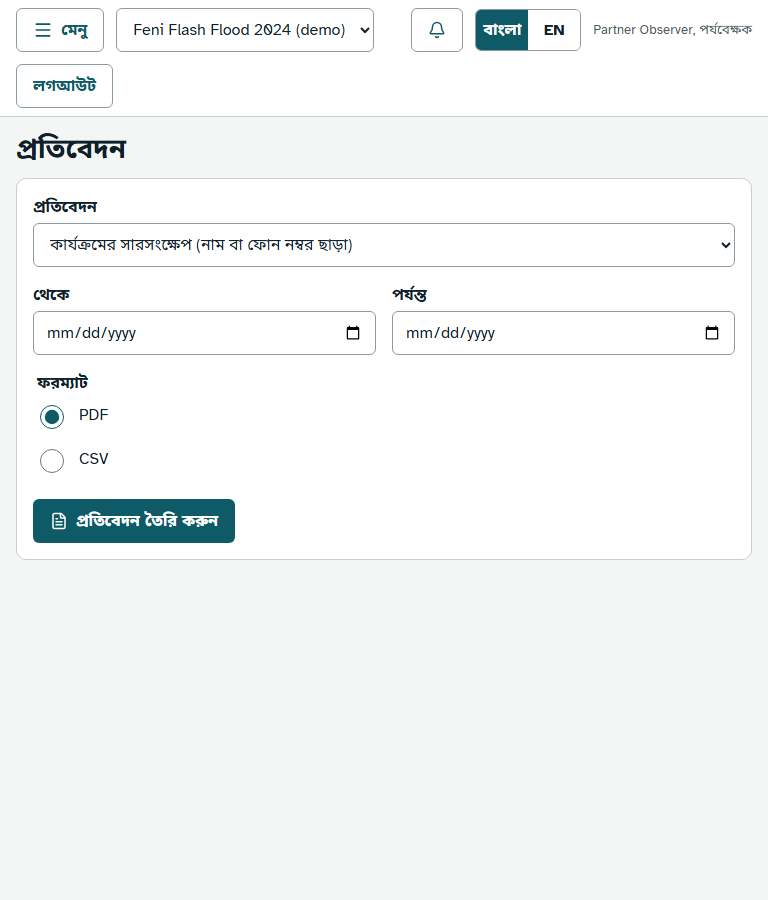 মেনু
Feni Flash Flood 2024 (demo)
বাংলা
EN
Partner Observer, পর্যবেক্ষক
লগআউট
প্রতিবেদন
প্রতিবেদন
কার্যক্রমের সারসংক্ষেপ (নাম বা ফোন নম্বর ছাড়া)
থেকে
পর্যন্ত
mm/dd/yyyy
mm/dd/yyyy
ফরম্যাট
PDF
CSV
প্রতিবেদন তৈরি করুন